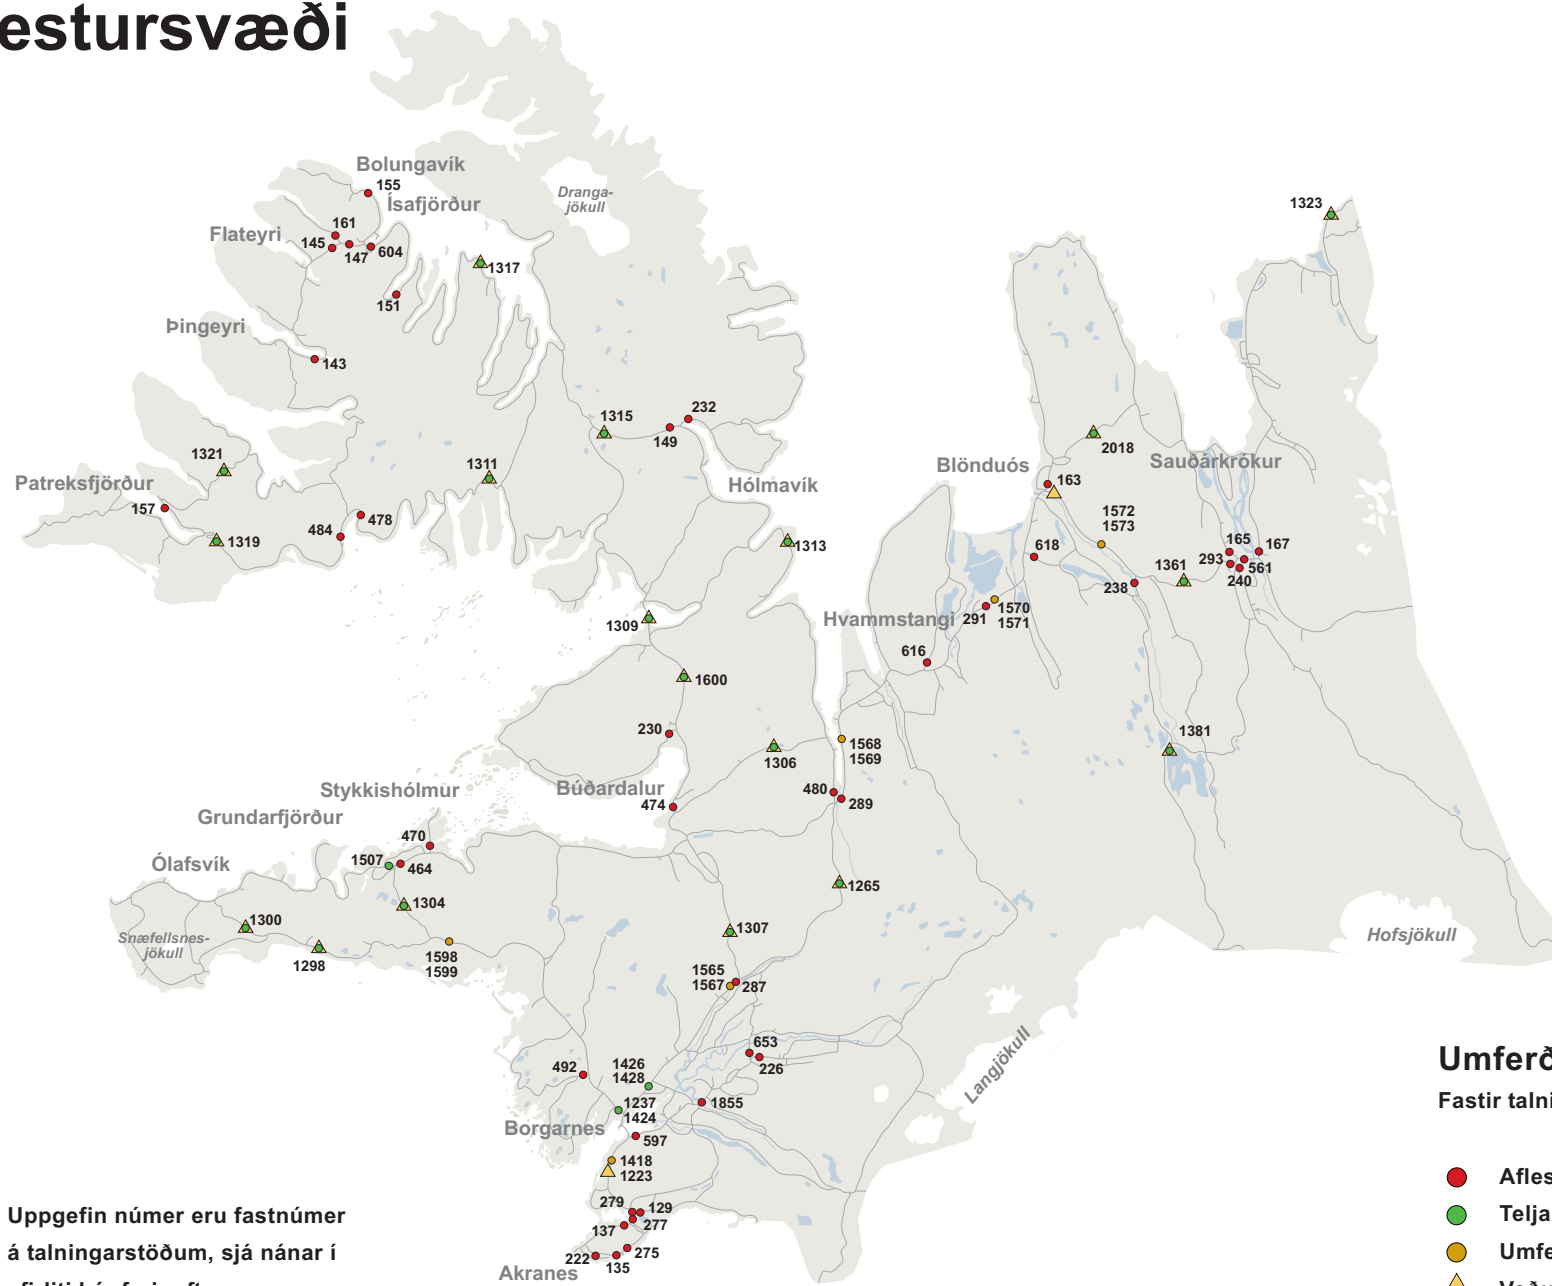 estursvæði
Bolungavík
155
Ísafjörður
Dranga-
jökull
161
Flateyri
145
147
604
1317
151
1323
Þingeyri
143
1315
232
149
1321
1311
Patreksfjörður
157
Hólmavík
484
478
1319
1313
2018
Blönduós
Sauðárkrókur
163
1572
1573
618
165
167
293
561
240
1361
238
1570
1571
291
Hvammstangi
616
1309
1600
230
1306
1568
1569
1381
Búðardalur
474
480
289
Stykkishólmur
Grundarfjörður
470
1507
464
Ólafsvík
1304
1265
1300
Snæfellsnes-
jökull
1298
1598
1599
1307
Hofsjökull
1565
1567
287
653
226
Langjökull
492
1426
1428
1237
1424
1855
Borgarnes
597
1418
1223
279
129
277
137
275
222
135
Akranes
Uppgefin númer eru fastnúmer
á talningarstöðum, sjá nánar í
Umferð
Fastir talni
Afles
Telja
Umfe